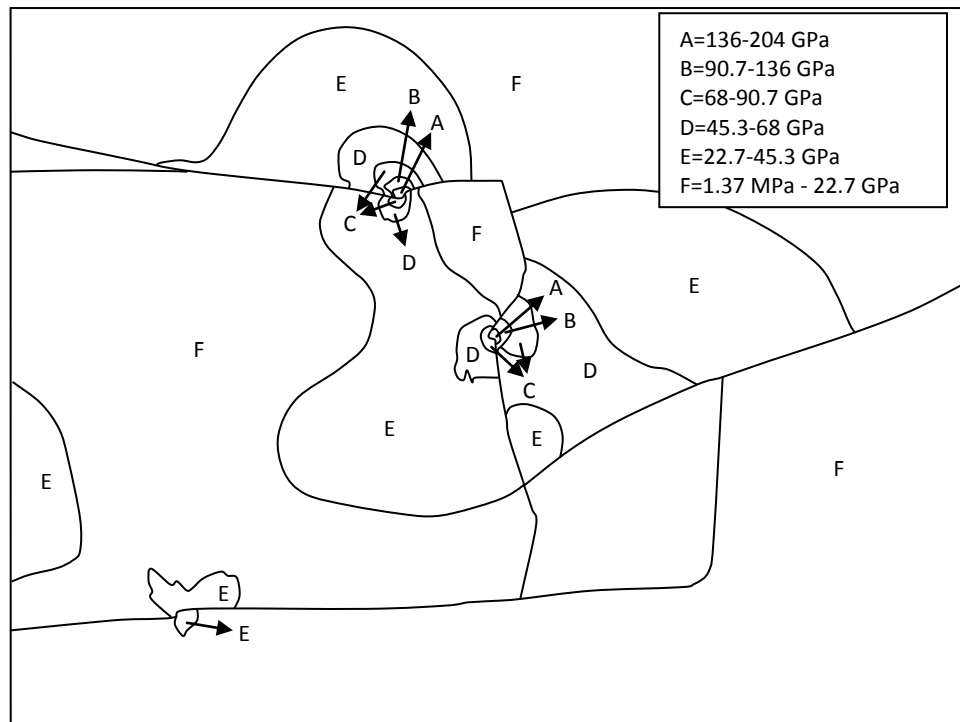 A=136-204 GPa
B=90.7-136 GPa
C=68-90.7 GPa
D=45.3-68 GPa
E=22.7-45.3 GPa
F=1.37 MPa - 22.7 GPa
E
F
B
A
D
C
F
D
E
A
B
F
D
D
C
E
E
F
E
E
E